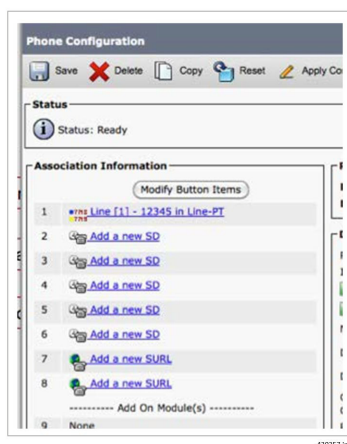 Phone Configuration
Save Delete Copy Reset Apply Co
Status
Status: Ready
Association Information
Modify Button Items
1 Line [1] - 12345 in Line-PT
2 Add a new SD
3 Add a new SD
4 Add a new SD
5 Add a new SD
6 Add a new SD
7 Add a new SURL
8 Add a new SURL
---------- Add On Module(s) ----------
9 None